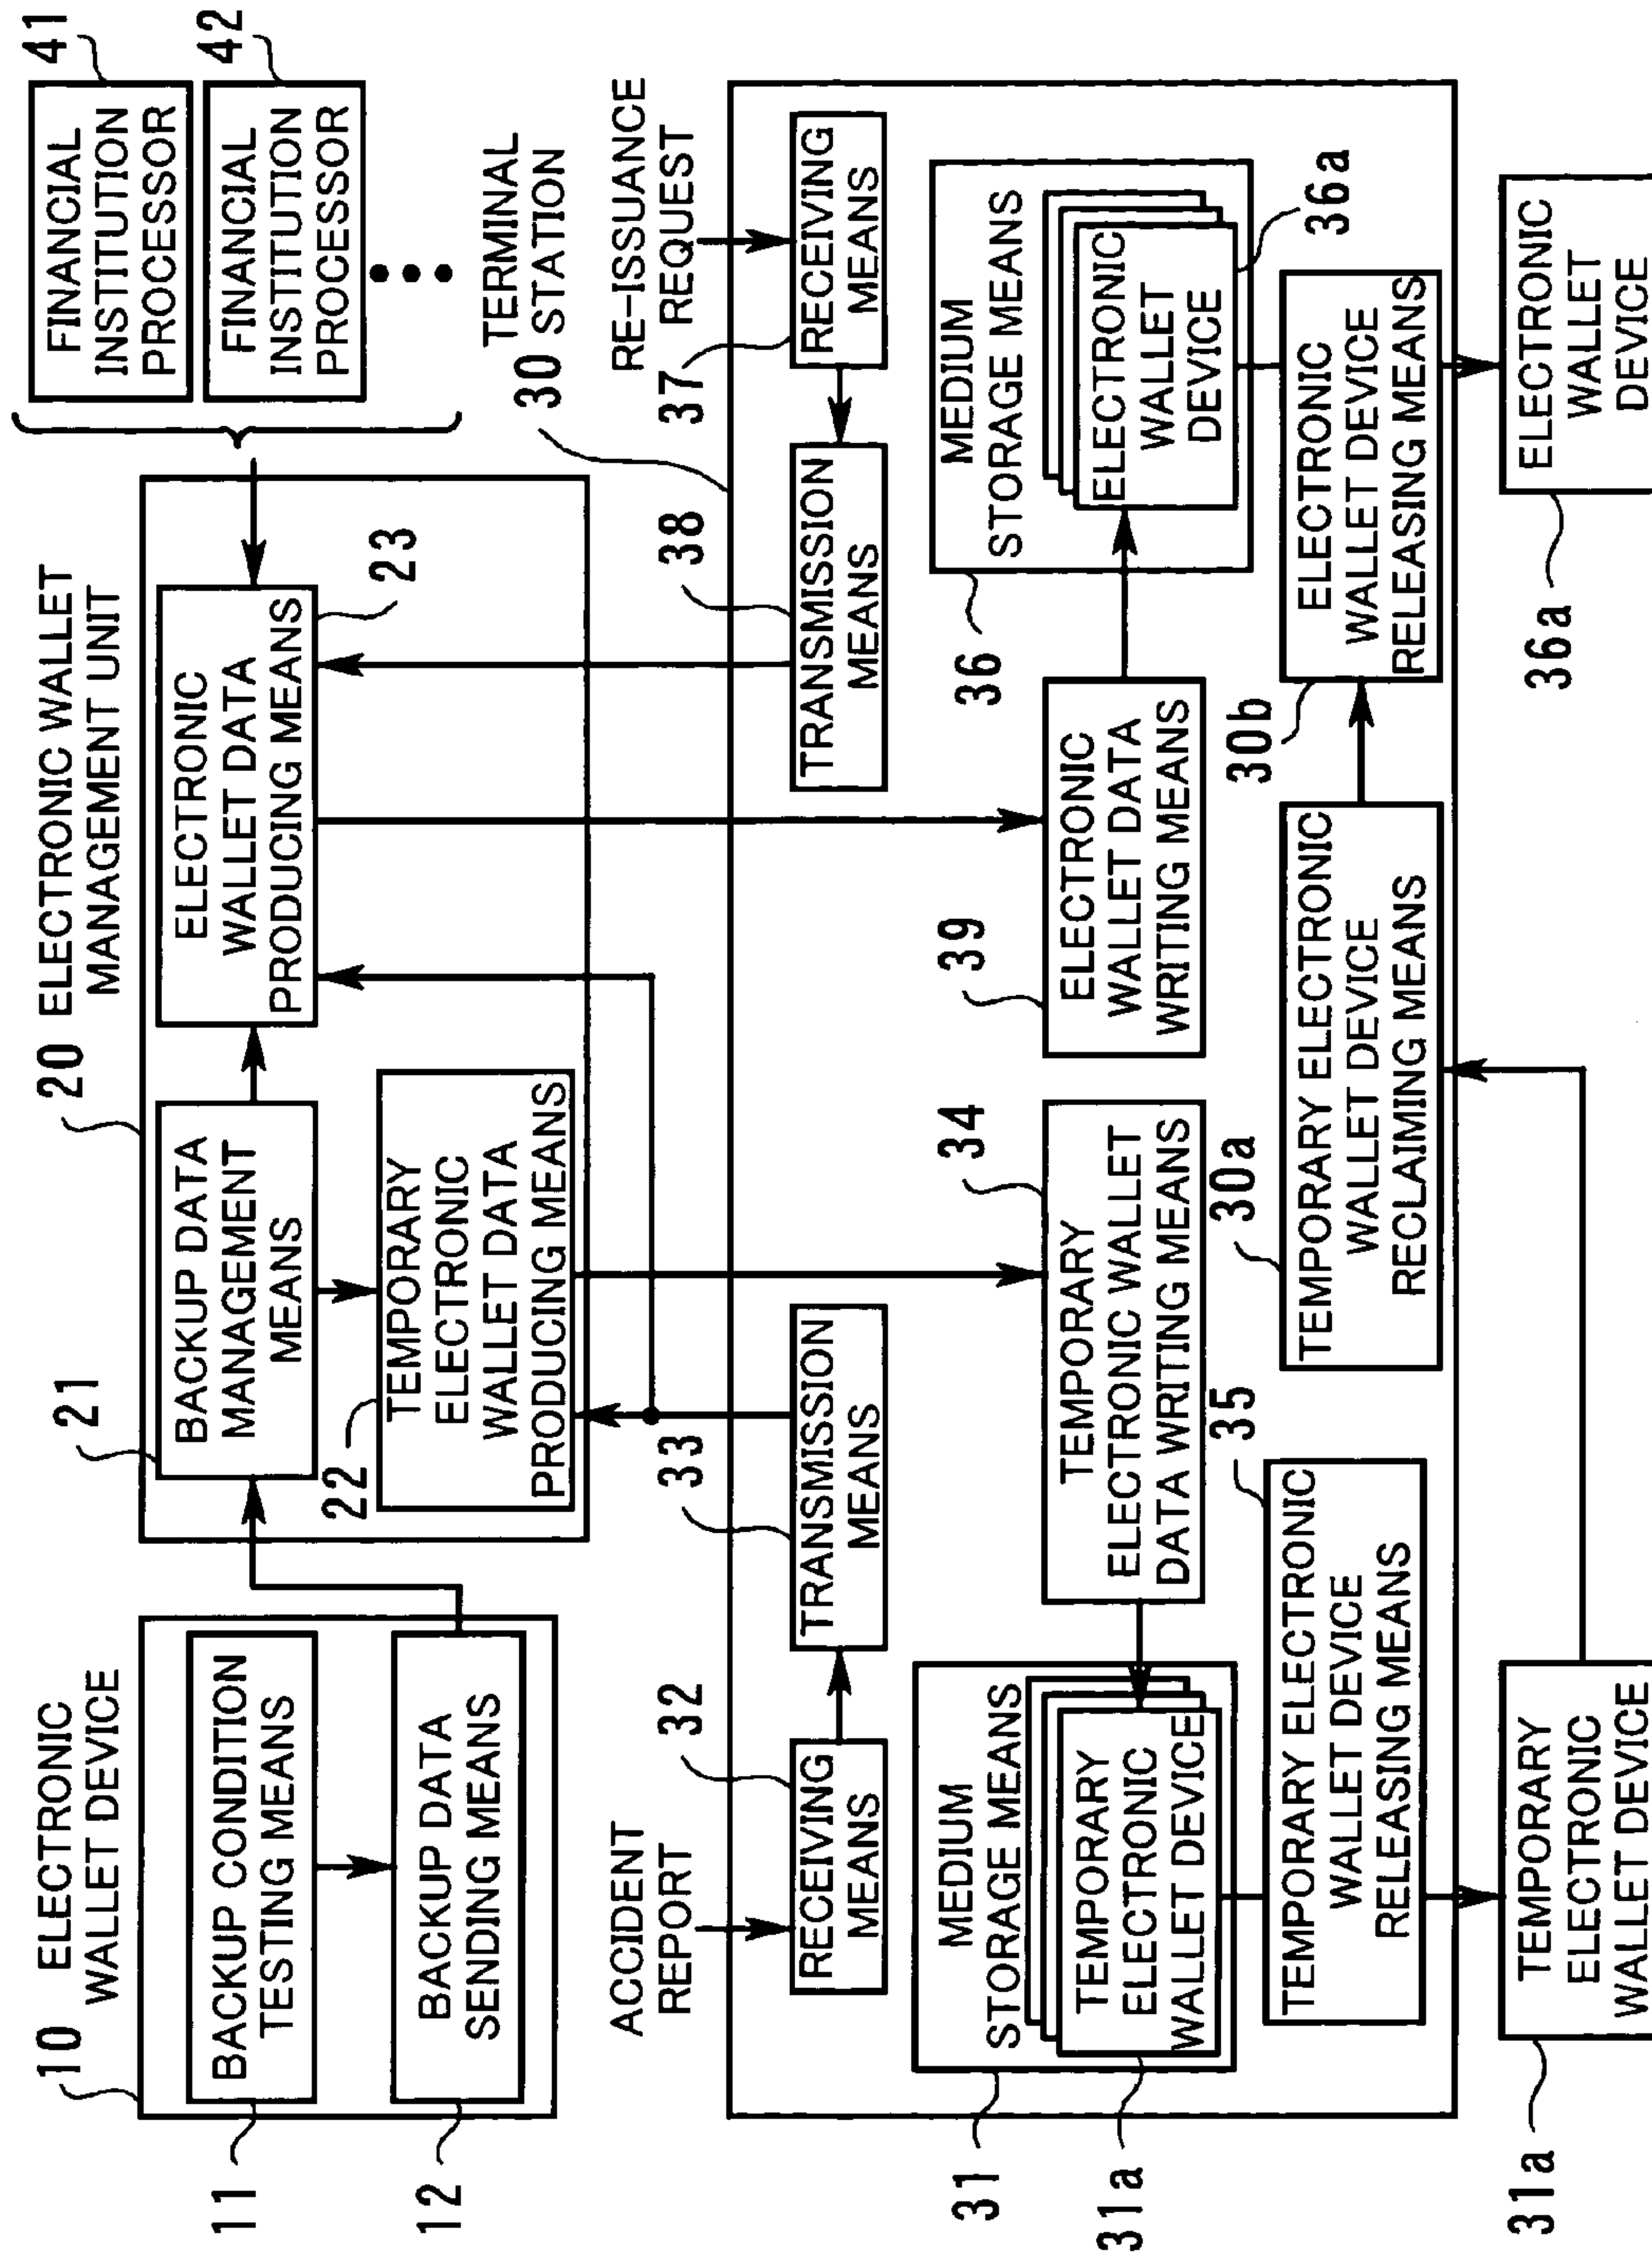 10 ELECTRONIC
WALLET DEVICE
BACKUP CONDITION
TESTING MEANS
11
BACKUP DATA
SENDING MEANS
12
20 ELECTRONIC WALLET
MANAGEMENT UNIT
21
BACKUP DATA
MANAGEMENT
MEANS
22
TEMPORARY
ELECTRONIC
WALLET DATA
PRODUCING MEANS
ELECTRONIC
WALLET DATA
PRODUCING MEANS
23
FINANCIAL
INSTITUTION
PROCESSOR
41
FINANCIAL
INSTITUTION
PROCESSOR
42
TERMINAL
30 STATION
ACCIDENT
REPORT
32
RECEIVING
MEANS
33
TRANSMISSION
MEANS
38
TRANSMISSION
MEANS
RE-ISSUANCE
REQUEST
37
RECEIVING
MEANS
MEDIUM
STORAGE MEANS
TEMPORARY
ELECTRONIC
WALLET DEVICE
31
31a
34
TEMPORARY
ELECTRONIC WALLET
DATA WRITING MEANS
39
ELECTRONIC
WALLET DATA
WRITING MEANS
36
MEDIUM
STORAGE MEANS
ELECTRONIC
WALLET
DEVICE
36a
35
TEMPORARY ELECTRONIC
WALLET DEVICE
RELEASING MEANS
30a
TEMPORARY ELECTRONIC
WALLET DEVICE
RECLAIMING MEANS
30b
ELECTRONIC
WALLET DEVICE
RELEASING MEANS
31a
TEMPORARY
ELECTRONIC
WALLET DEVICE
36a
ELECTRONIC
WALLET
DEVICE